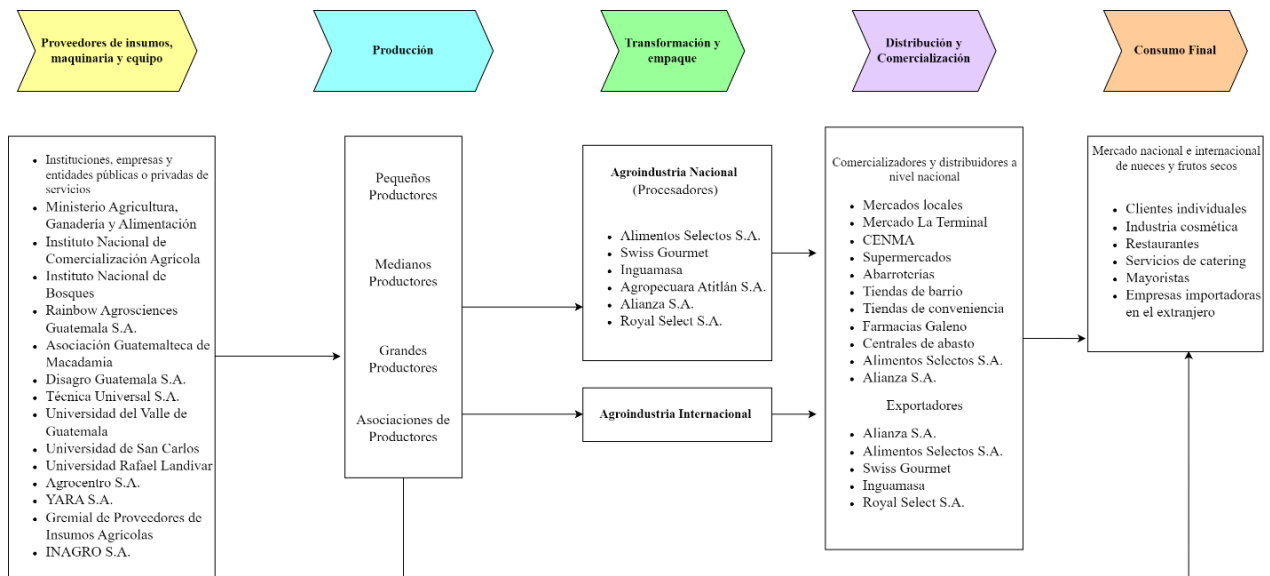 Proveedores de insumos,
maquinaria y equipo
Producción
Transformación y
empaque
Distribución y
Comercialización
Consumo Final
Instituciones, empresas y
entidades públicas o privadas de
servicios
Ministerio Agricultura,
Ganadería y Alimentación
Instituto Nacional de
Comercialización Agrícola
Instituto Nacional de
Bosques
Rainbow Agrosciences
Guatemala S.A.
Asociación Guatemalteca de
Macadamia
Disagro Guatemala S.A.
Técnica Universal S.A.
Universidad del Valle de
Guatemala
Universidad de San Carlos
Universidad Rafael Landívar
Agrocentro S.A.
YARA S.A.
Gremial de Proveedores de
Insumos Agrícolas
INAGRO S.A.
Pequeños
Productores
Medianos
Productores
Grandes
Productores
Asociaciones de
Productores
Agroindustria Nacional
(Procesadores)
Alimentos Selectos S.A.
Swiss Gourmet
Inguamasa
Agropecuara Atitlán S.A.
Alianza S.A.
Royal Select S.A.
Agroindustria Internacional
Comercializadores y distribuidores a
nivel nacional
Mercados locales
Mercado La Terminal
CENMA
Supermercados
Abarroterías
Tiendas de barrio
Tiendas de conveniencia
Farmacias Galeno
Centrales de abasto
Alimentos Selectos S.A.
Alianza S.A.
Exportadores
Alianza S.A.
Alimentos Selectos S.A.
Swiss Gourmet
Inguamasa
Royal Select S.A.
Mercado nacional e internacional
de nueces y frutos secos
Clientes individuales
Industria cosmética
Restaurantes
Servicios de catering
Mayoristas
Empresas importadoras
en el extranjero